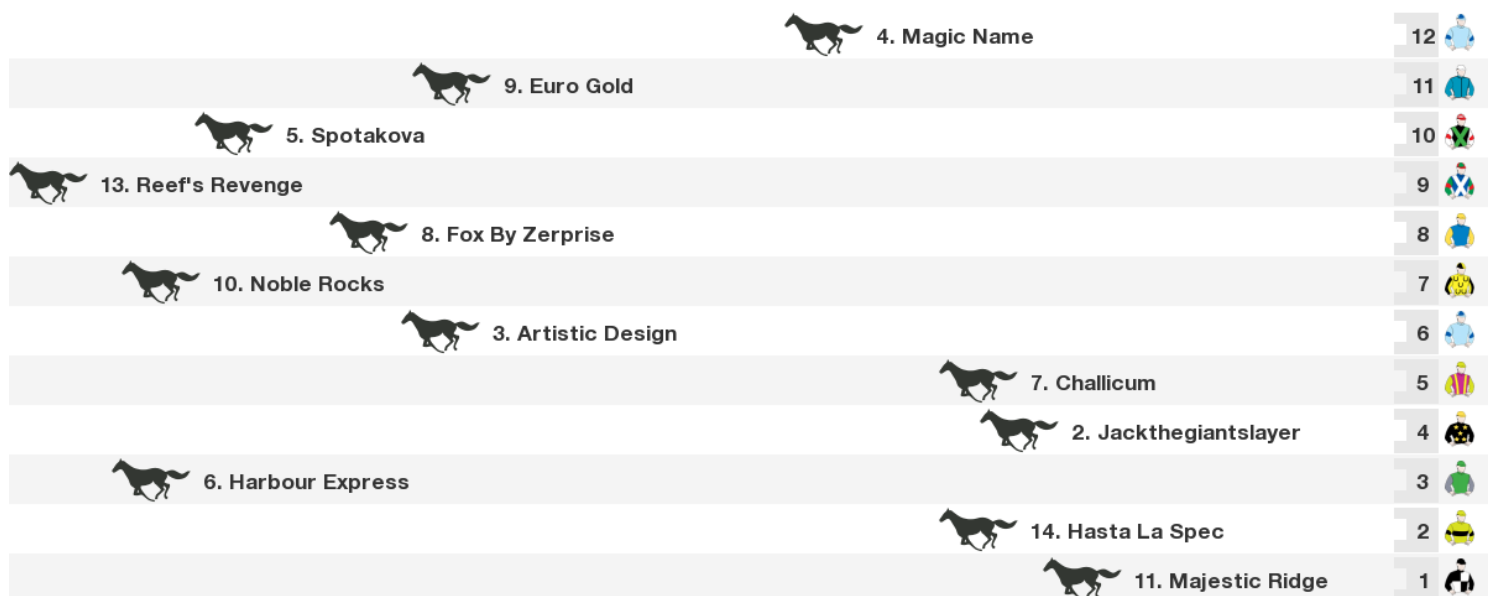 4. Magic Name 12
9. Euro Gold 11
5. Spotakova 10
13. Reef's Revenge 9
8. Fox By Zerprise 8
10. Noble Rocks 7
3. Artistic Design 6
7. Challicum 5
2. Jackthegiantslayer 4
6. Harbour Express 3
14. Hasta La Spec 2
11. Majestic Ridge 1